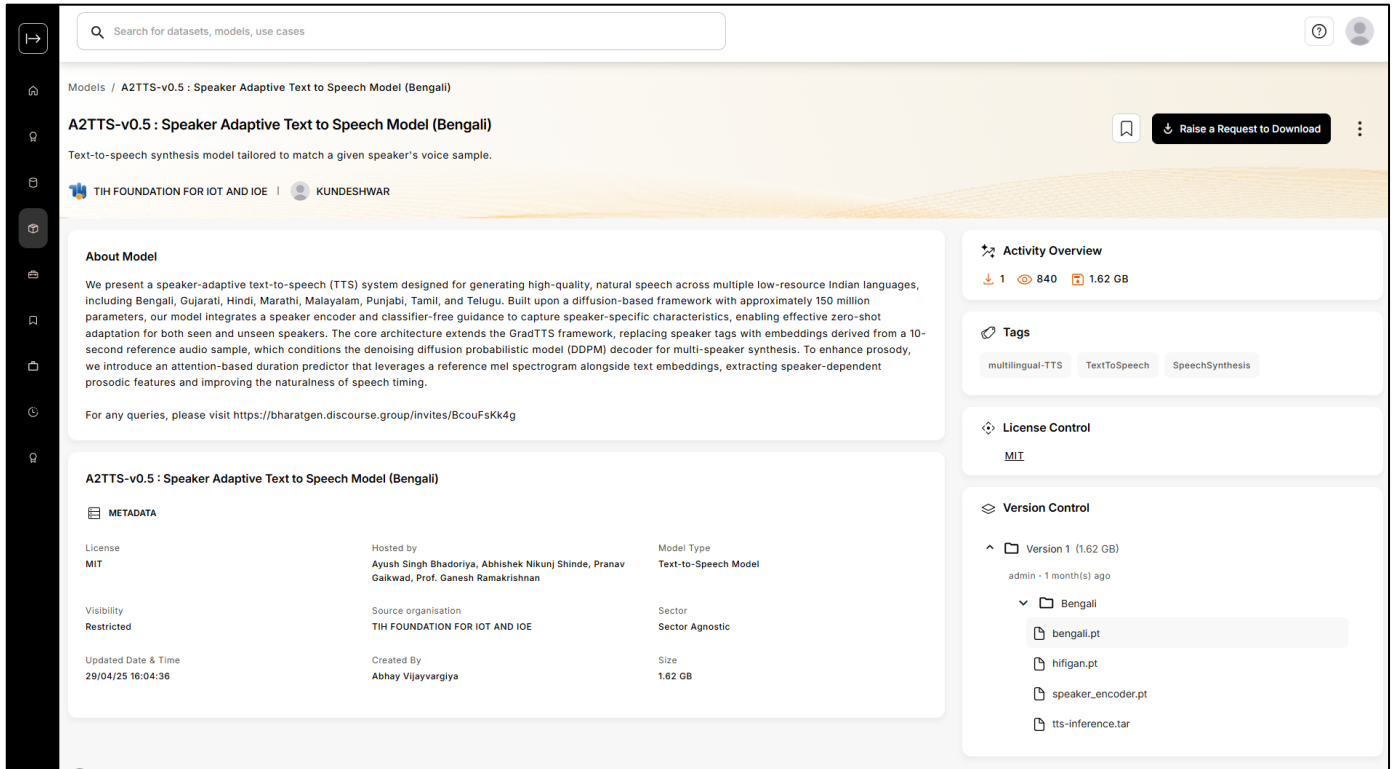 Search for datasets, models, use cases
Models / A2TTS-v0.5 : Speaker Adaptive Text to Speech Model (Bengali)
A2TTS-v0.5 : Speaker Adaptive Text to Speech Model (Bengali)
Raise a Request to Download
Text-to-speech synthesis model tailored to match a given speaker's voice sample.
TIH FOUNDATION FOR IOT AND IOE | KUNDESHWAR
About Model
We present a speaker-adaptive text-to-speech (TTS) system designed for generating high-quality, natural speech across multiple low-resource Indian languages,
including Bengali, Gujarati, Hindi, Marathi, Malayalam, Punjabi, Tamil, and Telugu. Built upon a diffusion-based framework with approximately 150 million
parameters, our model integrates a speaker encoder and classifier-free guidance to capture speaker-specific characteristics, enabling effective zero-shot
adaptation for both seen and unseen speakers. The core architecture extends the GradTTS framework, replacing speaker tags with embeddings derived from a 10-
second reference audio sample, which conditions the denoising diffusion probabilistic model (DDPM) decoder for multi-speaker synthesis. To enhance prosody,
we introduce an attention-based duration predictor that leverages a reference mel spectrogram alongside text embeddings, extracting speaker-dependent
prosodic features and improving the naturalness of speech timing.
For any queries, please visit https://bharatgen.discourse.group/invites/BcouFsKk4g
A2TTS-v0.5 : Speaker Adaptive Text to Speech Model (Bengali)
METADATA
License
MIT
Hosted by
Ayush Singh Bhadoriya, Abhishek Nikunj Shinde, Pranav
Gaikwad, Prof. Ganesh Ramakrishnan
Model Type
Text-to-Speech Model
Visibility
Restricted
Source organisation
TIH FOUNDATION FOR IOT AND IOE
Sector
Sector Agnostic
Updated Date & Time
29/04/25 16:04:36
Created By
Abhay Vijayvargiya
Size
1.62 GB
Activity Overview
1 840 1.62 GB
Tags
multilingual-TTS TextToSpeech SpeechSynthesis
License Control
MIT
Version Control
Version 1 (1.62 GB)
admin - 1 month(s) ago
Bengali
bengali.pt
hifigan.pt
speaker_encoder.pt
tts-inference.tar